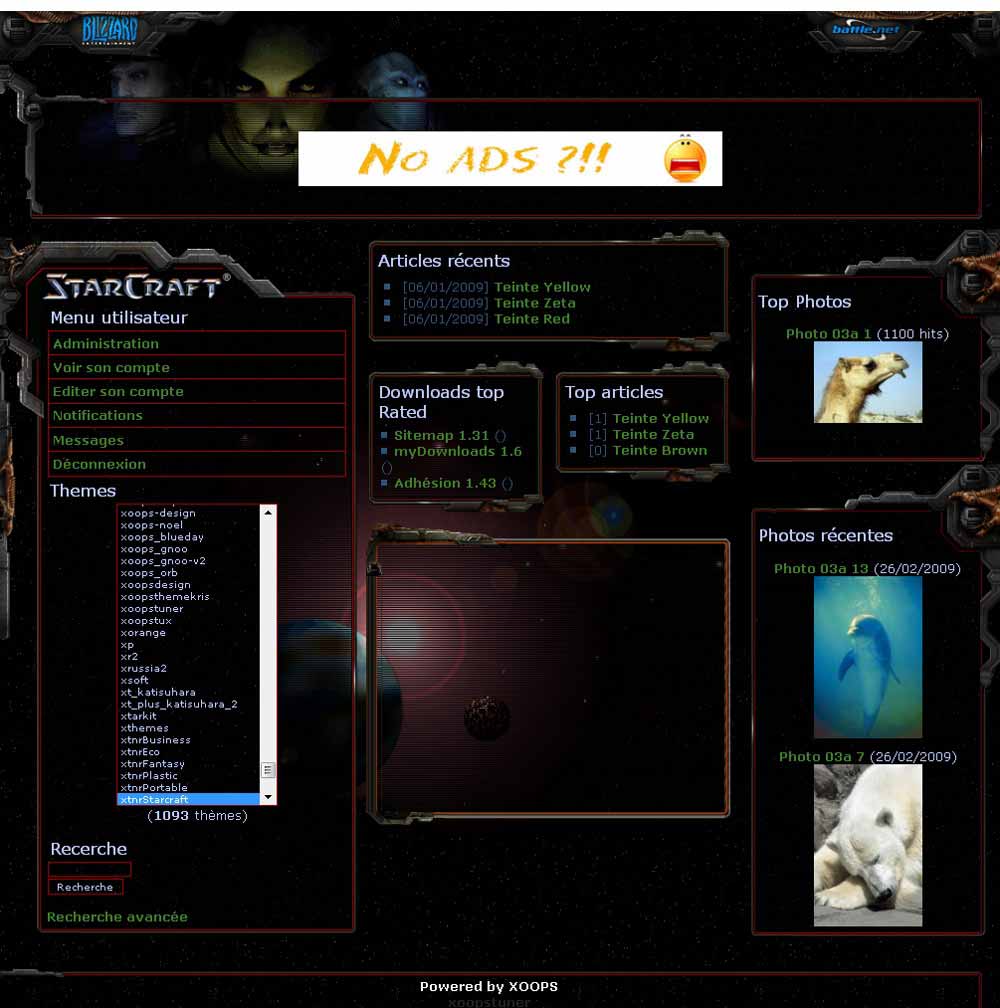 BLIZZARD
ENTERTAINMENT
battle.net
No ADS ?!!
STARCRAFT®
Menu utilisateur
Administration
Voir son compte
Editer son compte
Notifications
Messages
Déconnexion
Themes
xoops-design
xoops-noel
xoops_blueday
xoops_gnoo
xoops_gnoo-v2
xoops_orb
xoopsdesign
xoopsthemekris
xoopstuner
xoopstux
xorange
xp
xr2
xrussia2
xsoft
xt_katisuhara
xt_plus_katisuhara_2
xtarkit
xthemes
xtnrBusiness
xtnrEco
xtnrFantasy
xtnrPlastic
xtnrPortable
xtnrStarcraft
(1093 thèmes)
Recerche
Recherche
Recherche avancée
Articles récents
[06/01/2009] Teinte Yellow
[06/01/2009] Teinte Zeta
[06/01/2009] Teinte Red
Downloads top
Rated
Sitemap 1.31 ()
myDownloads 1.6
()
Adhésion 1.43 ()
Top articles
[1] Teinte Yellow
[1] Teinte Zeta
[0] Teinte Brown
Top Photos
Photo 03a 1 (1100 hits)
Photos récentes
Photo 03a 13 (26/02/2009)
Photo 03a 7 (26/02/2009)
Powered by XOOPS
xoopstuner